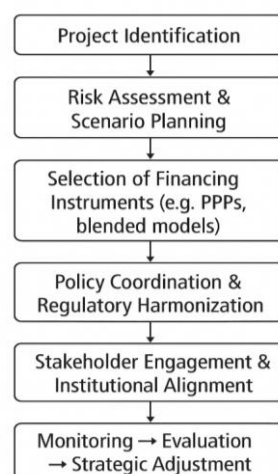 Project Identification
Risk Assessment &
Scenario Planning
Selection of Financing
Instruments (e.g. PPPs,
blended models)
Policy Coordination &
Regulatory Harmonization
Stakeholder Engagement &
Institutional Alignment
Monitoring → Evaluation
→ Strategic Adjustment